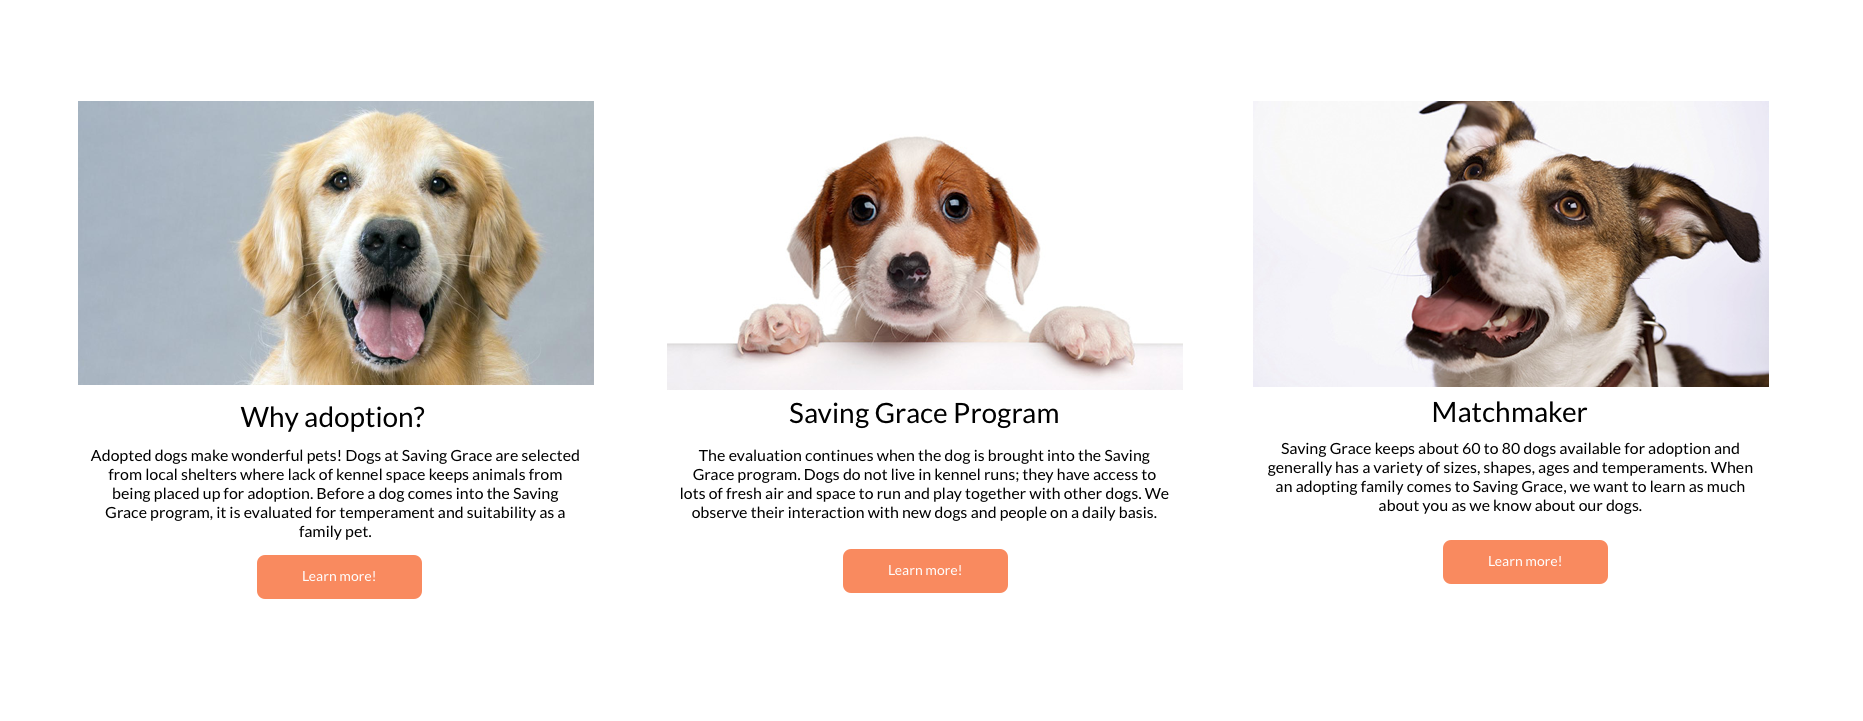 Why adoption?
Adopted dogs make wonderful pets! Dogs at Saving Grace are selected
from local shelters where lack of kennel space keeps animals from
being placed up for adoption. Before a dog comes into the Saving
Grace program, it is evaluated for temperament and suitability as a
family pet.
Learn more!
Saving Grace Program
The evaluation continues when the dog is brought into the Saving
Grace program. Dogs do not live in kennel runs; they have access to
lots of fresh air and space to run and play together with other dogs. We
observe their interaction with new dogs and people on a daily basis.
Learn more!
Matchmaker
Saving Grace keeps about 60 to 80 dogs available for adoption and
generally has a variety of sizes, shapes, ages and temperaments. When
an adopting family comes to Saving Grace, we want to learn as much
about you as we know about our dogs.
Learn more!